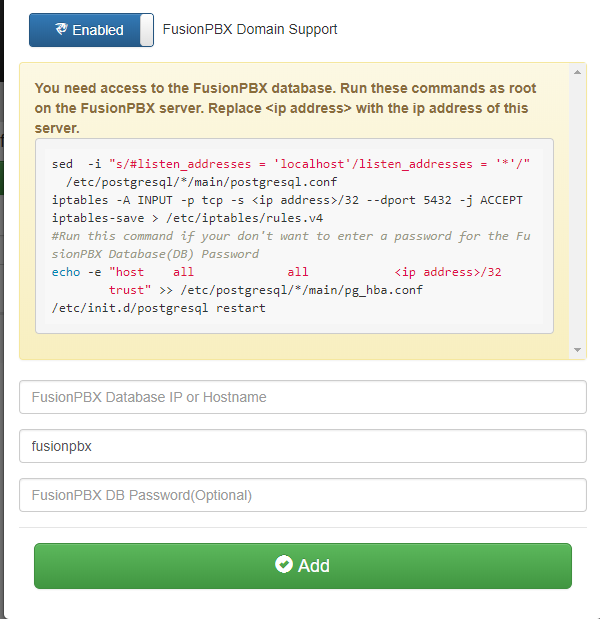 Enabled FusionPBX Domain Support
You need access to the FusionPBX database. Run these commands as root
on the FusionPBX server. Replace <ip address> with the ip address of this
server.
sed  -i "s/#listen_addresses = 'localhost'/listen_addresses = '*'/"
/etc/postgresql/*/main/postgresql.conf
iptables -A INPUT -p tcp -s <ip address>/32 --dport 5432 -j ACCEPT
iptables-save > /etc/iptables/rules.v4
#Run this command if your don't want to enter a password for the Fu
sionPBX Database(DB) Password
echo -e "host    all             all            <ip address>/32
trust" >> /etc/postgresql/*/main/pg_hba.conf
/etc/init.d/postgresql restart
FusionPBX Database IP or Hostname
fusionpbx
FusionPBX DB Password(Optional)
Add